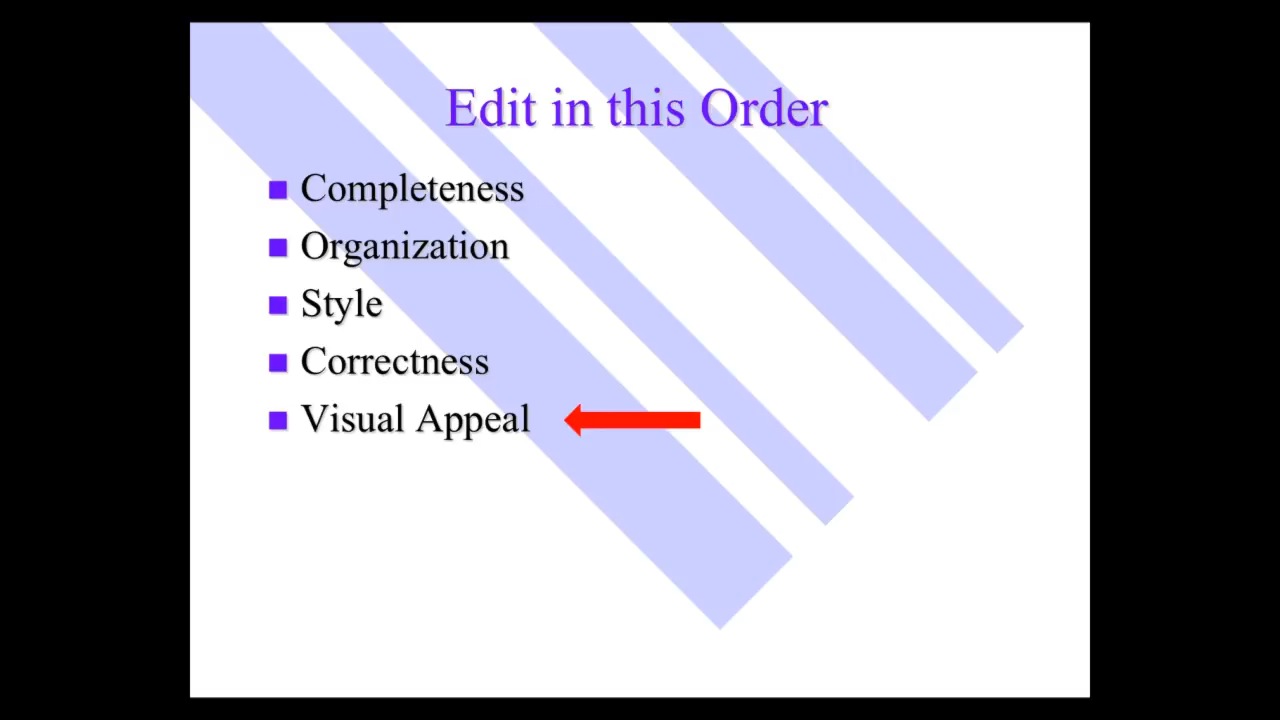 Edit in this Order
Completeness
Organization
Style
Correctness
Visual Appeal